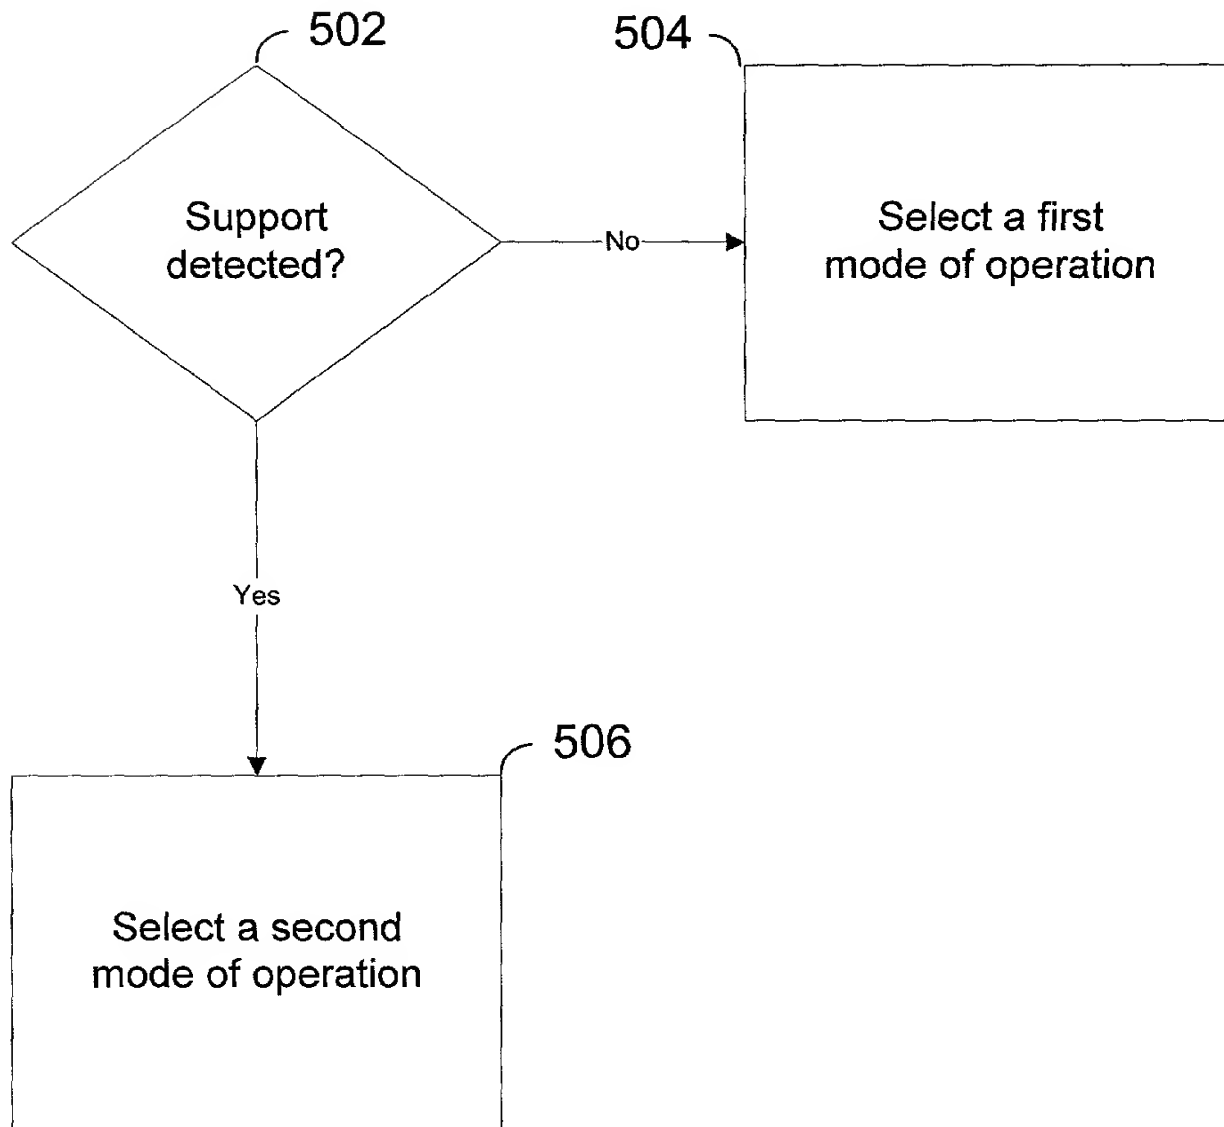 502
504
Support
detected?
No
Select a first
mode of operation
Yes
506
Select a second
mode of operation